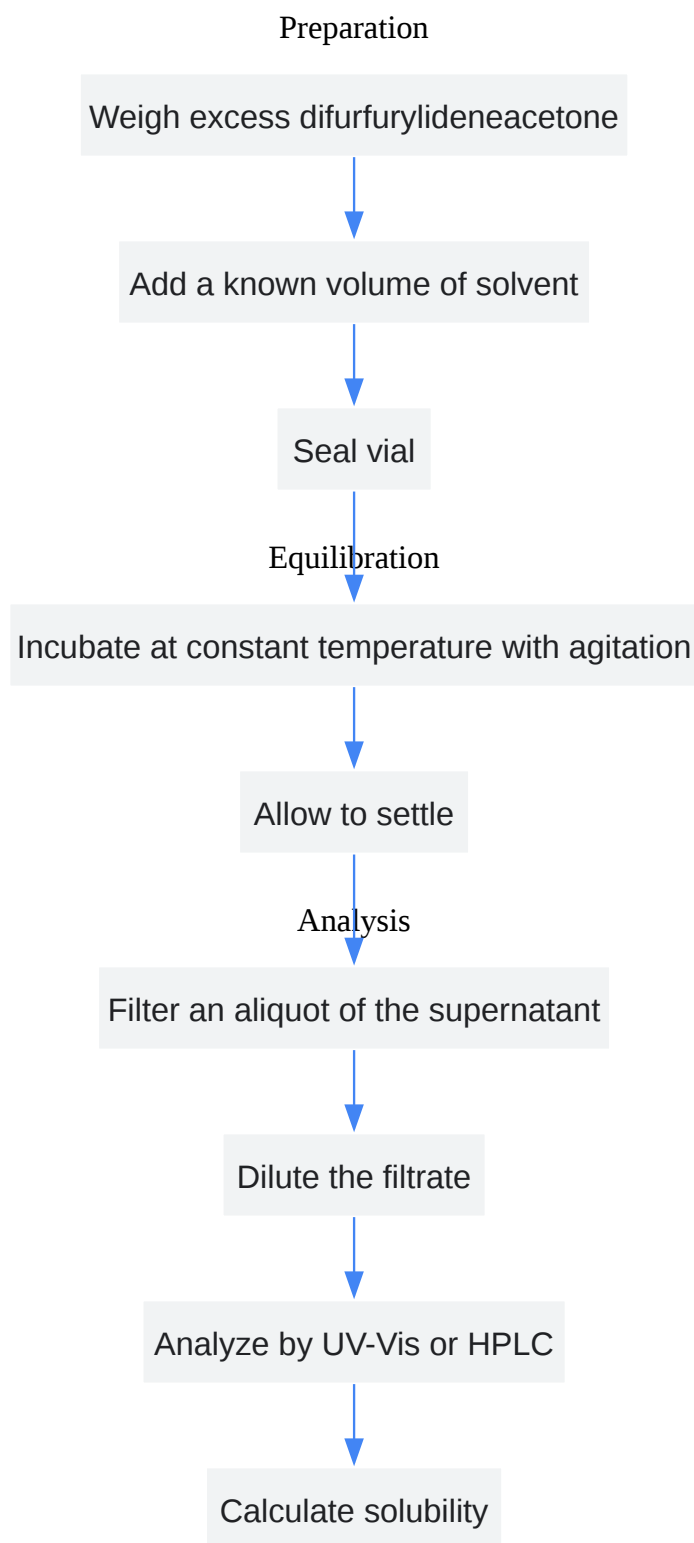 Preparation
Weigh excess difurfurylideneacetone
Add a known volume of solvent
Seal vial
Equilibration
Incubate at constant temperature with agitation
Allow to settle
Analysis
Filter an aliquot of the supernatant
Dilute the filtrate
Analyze by UV-Vis or HPLC
Calculate solubility